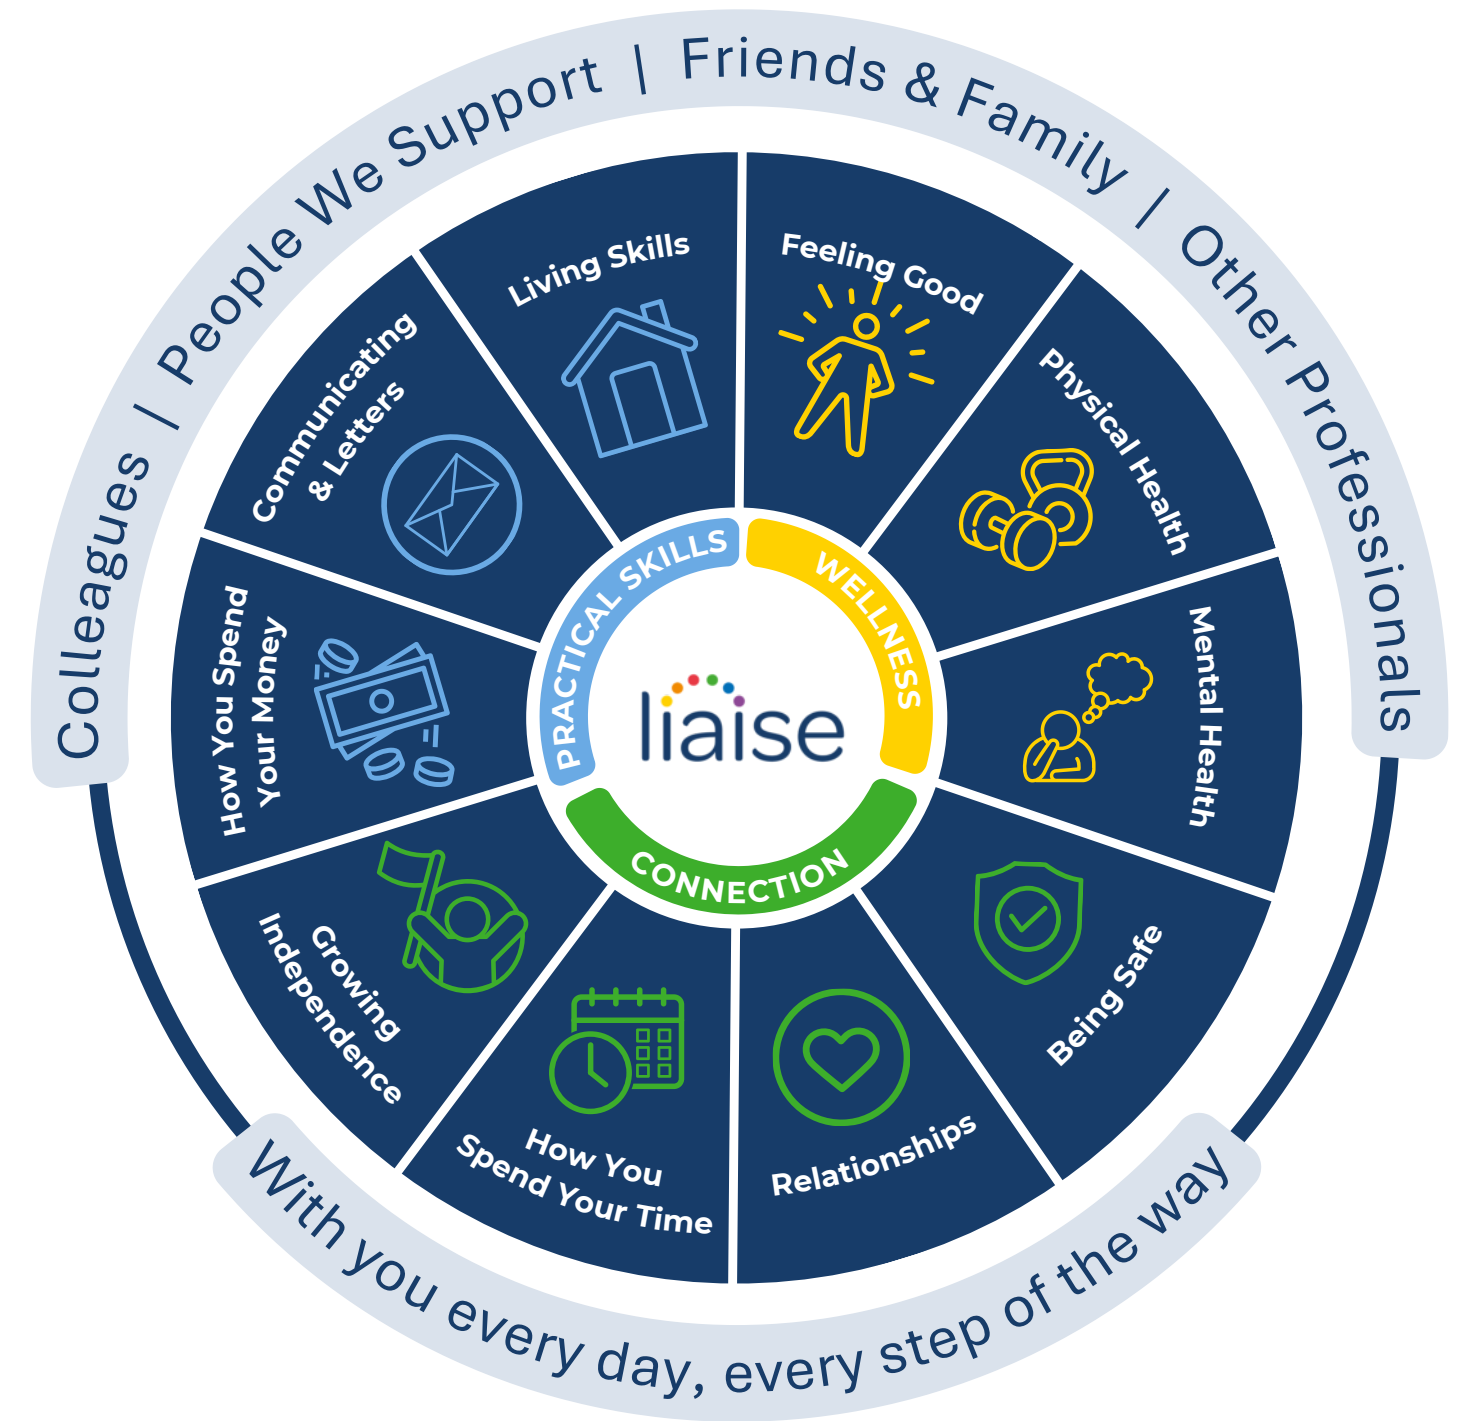 Colleagues | People We Support | Friends & Family | Other Professionals
Living Skills
Feeling Good
Physical Health
Mental Health
Being Safe
Relationships
How You
Spend Your Time
Growing
Independence
How You Spend
Your Money
Communicating
& Letters
PRACTICAL SKILLS
WELLNESS
CONNECTION
liaise
With you every day, every step of the way